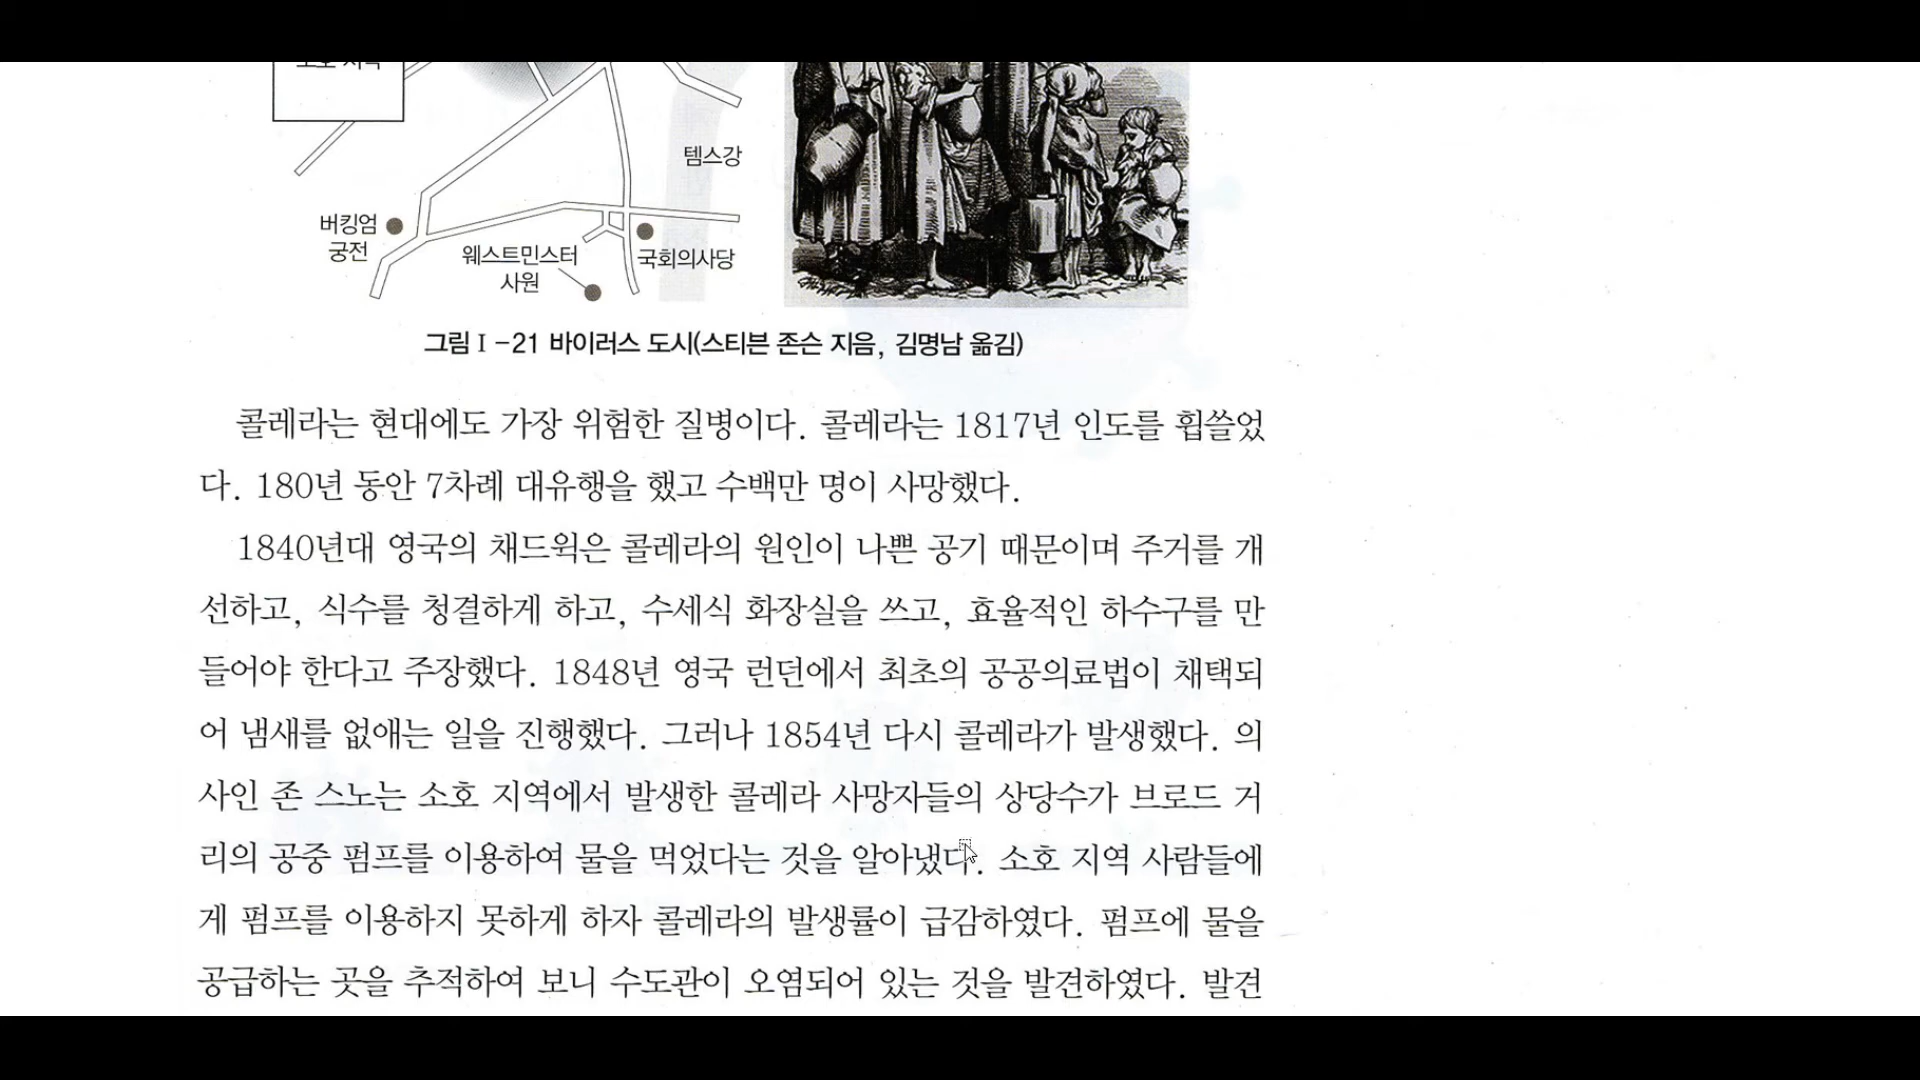 템스강
버킹엄
궁전
웨스트민스터
사원
국회의사당
그림 Ⅰ-21 바이러스 도시(스티븐 존슨 지음, 김명남 옮김)
콜레라는 현대에도 가장 위험한 질병이다. 콜레라는 1817년 인도를 휩쓸었
다. 180년 동안 7차례 대유행을 했고 수백만 명이 사망했다.
1840년대 영국의 채드윅은 콜레라의 원인이 나쁜 공기 때문이며 주거를 개
선하고, 식수를 청결하게 하고, 수세식 화장실을 쓰고, 효율적인 하수구를 만
들어야 한다고 주장했다. 1848년 영국 런던에서 최초의 공공의료법이 채택되
어 냄새를 없애는 일을 진행했다. 그러나 1854년 다시 콜레라가 발생했다. 의
사인 존 스노는 소호 지역에서 발생한 콜레라 사망자들의 상당수가 브로드 거
리의 공중 펌프를 이용하여 물을 먹었다는 것을 알아냈다. 소호 지역 사람들에
게 펌프를 이용하지 못하게 하자 콜레라의 발생률이 급감하였다. 펌프에 물을
공급하는 곳을 추적하여 보니 수도관이 오염되어 있는 것을 발견하였다. 발견